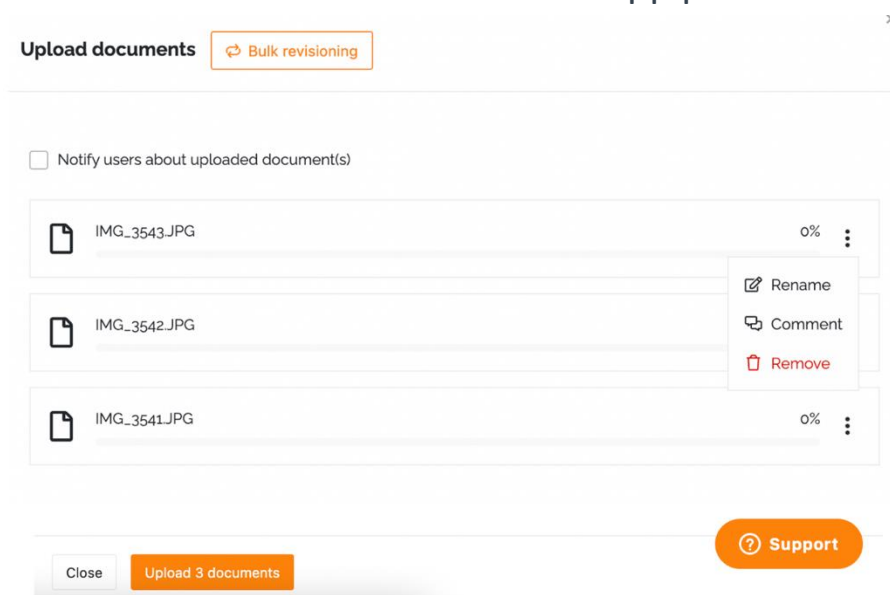 Upload documents
Bulk revisioning
Notify users about uploaded document(s)
IMG_3543.JPG
0%
Rename
IMG_3542.JPG
Comment
Remove
IMG_3541.JPG
0%
Support
Close
Upload 3 documents